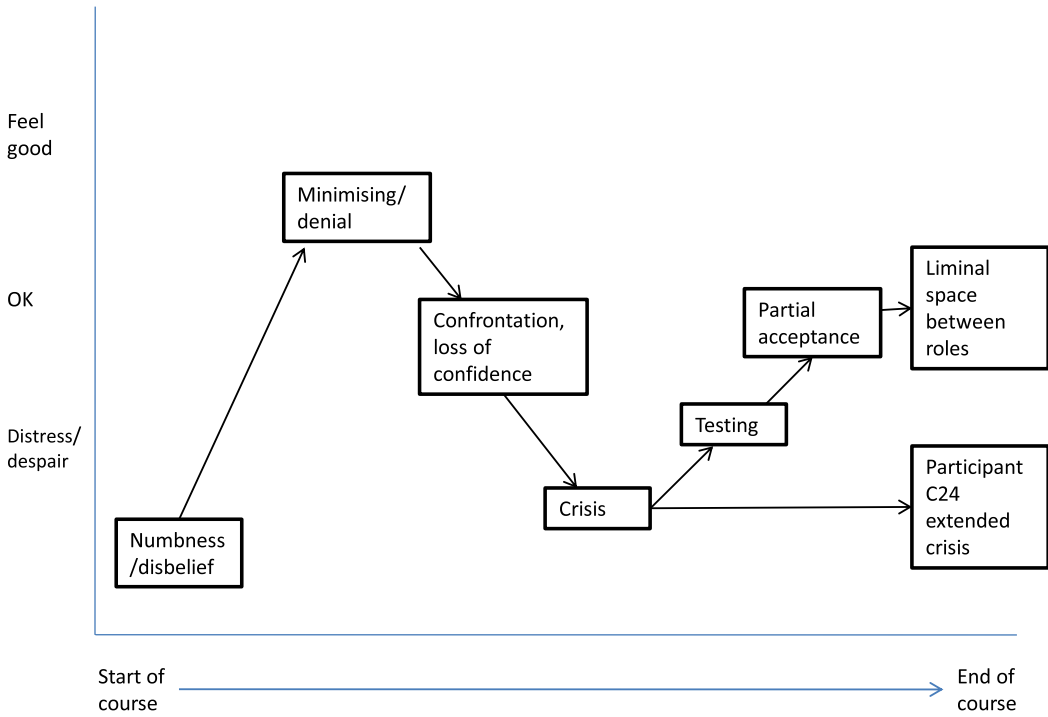 Feel
good
Minimising/
denial
OK
Confrontation,
loss of
confidence
Partial
acceptance
Liminal
space
between
roles
Distress/
despair
Testing
Crisis
Participant
C24
extended
crisis
Numbness
/disbelief
Start of
course
End of
course